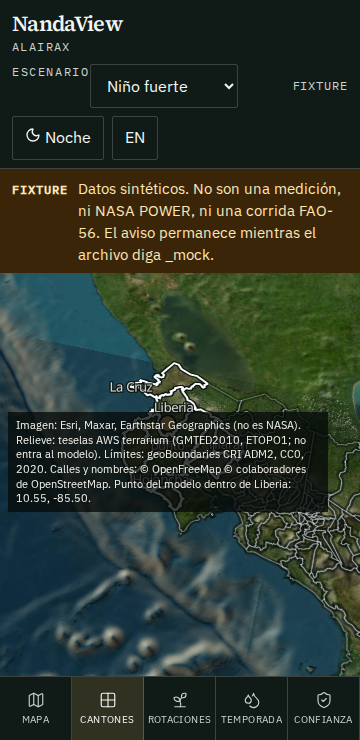 NandaView
ALAIRAX
ESCENARIO Niño fuerte FIXTURE
Noche EN
FIXTURE Datos sintéticos. No son una medición,
ni NASA POWER, ni una corrida FAO-
56. El aviso permanece mientras el
archivo diga _mock.
La Cruz
Liberia
Imagen: Esri, Maxar, Earthstar Geographics (no es NASA).
Relieve: teselas AWS terrarium (GMTED2010, ETOPO1; no
entra al modelo). Límites: geoBoundaries CRI ADM2, CC0,
2020. Calles y nombres: © OpenFreeMap © colaboradores
de OpenStreetMap. Punto del modelo dentro de Liberia:
10.55, -85.50.
MAPA CANTONES ROTACIONES TEMPORADA CONFIANZA